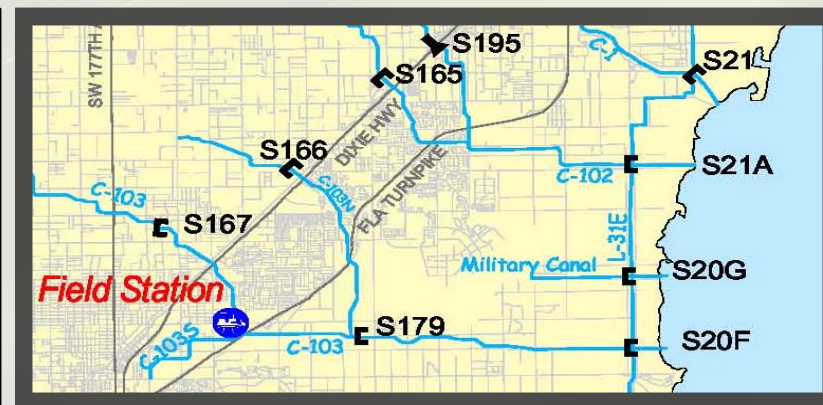 SW 177TH A
S195
C-1
S21
S165
DIXIE HWY
S166
C-103N
FLA TURNPIKE
C-102
S21A
C-103
S167
L-31E
Military Canal
S20G
Field Station
S179
C-103S
C-103
S20F